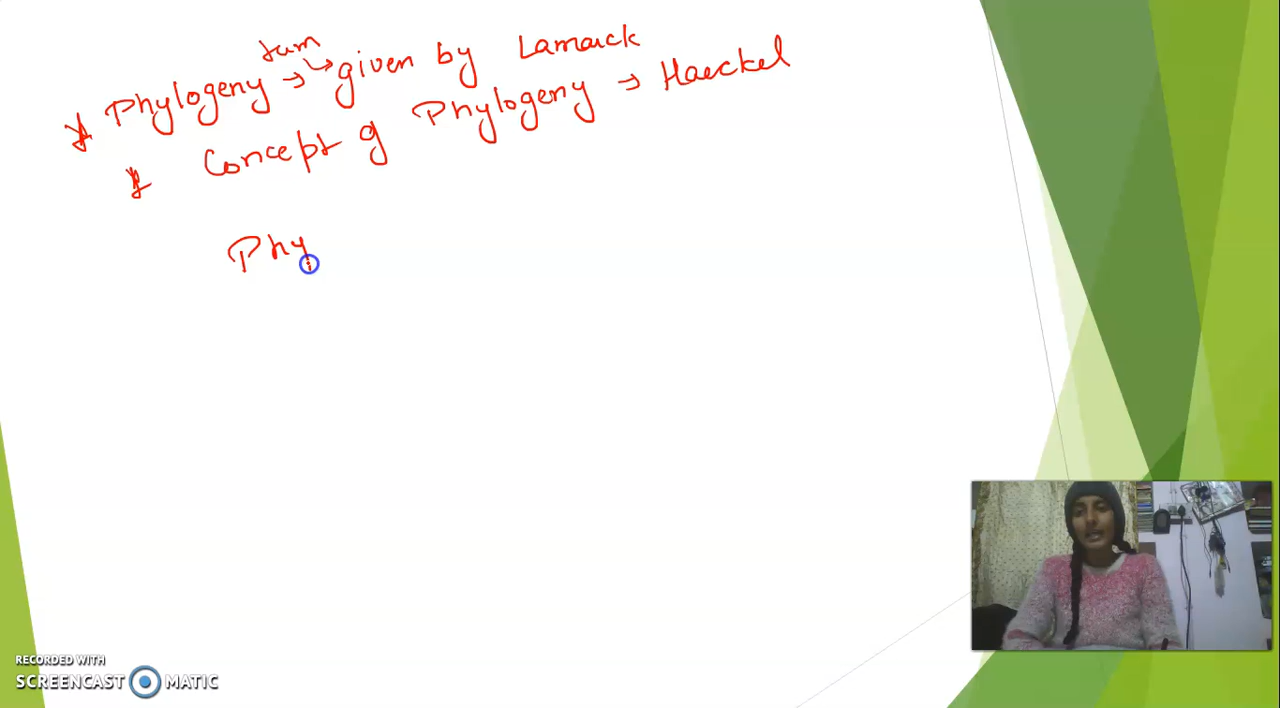 term
* Phylogeny → given by Lamarck
* Concept of Phylogeny → Haeckel
Phy
RECORDED WITH
SCREENCAST MATIC